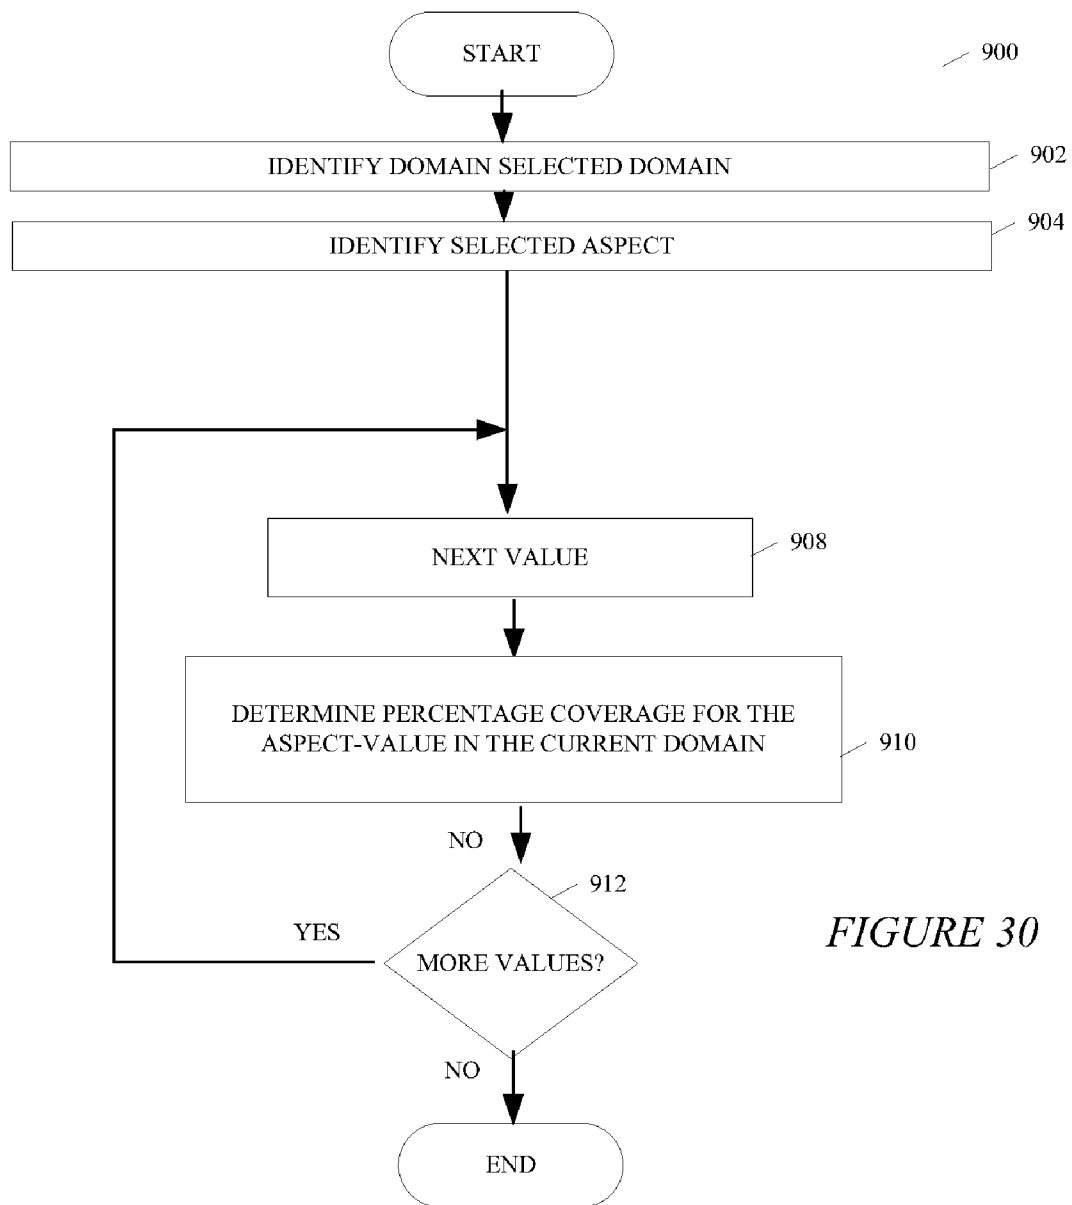 START
900
IDENTIFY DOMAIN SELECTED DOMAIN
902
IDENTIFY SELECTED ASPECT
904
NEXT VALUE
908
DETERMINE PERCENTAGE COVERAGE FOR THE
ASPECT-VALUE IN THE CURRENT DOMAIN
910
NO
912
YES
MORE VALUES?
FIGURE 30
NO
END